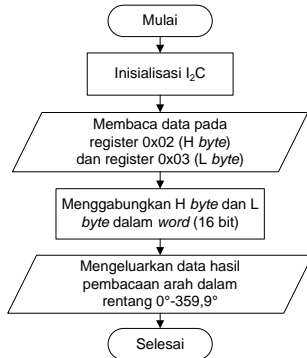 Mulai
Inisialisasi I₂C
Membaca data pada
register 0x02 (H byte)
dan register 0x03 (L byte)
Menggabungkan H byte dan L
byte dalam word (16 bit)
Mengeluarkan data hasil
pembacaan arah dalam
rentang 0°-359,9°
Selesai